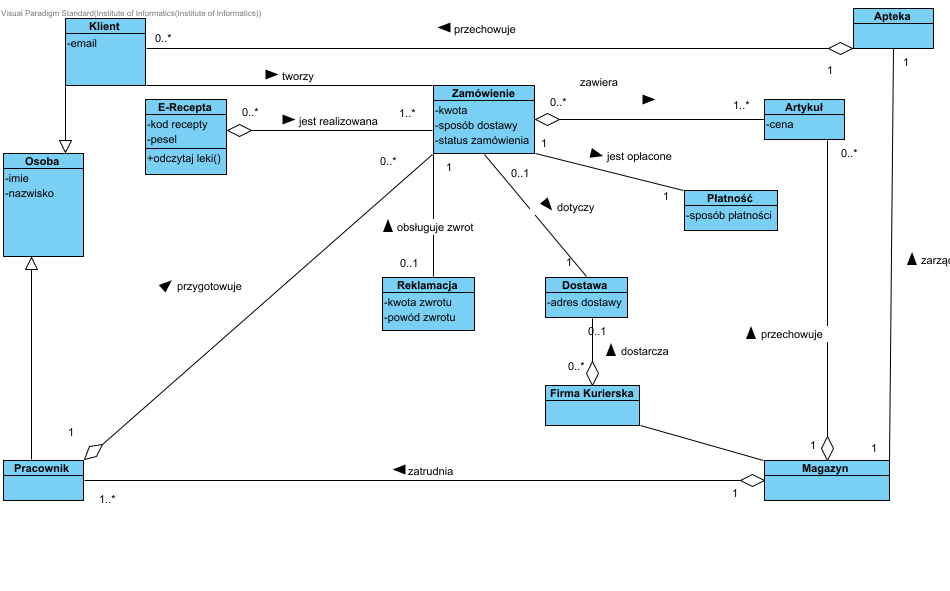 Visual Paradigm Standard(Institute of Informatics(Institute of Informatics))
Klient
-email
0..*
przechowuje
Apteka
1
1
tworzy
E-Recepta
-kod recepty
-pesel
+odczytaj leki()
0..*
jest realizowana
1..*
Zamówienie
-kwota
-sposób dostawy
-status zamówienia
zawiera
0..*
1..*
Artykuł
-cena
0..*
Osoba
-imie
-nazwisko
0..*
1
0..1
1
jest opłacone
1
Płatność
-sposób płatności
dotyczy
obsługuje zwrot
0..1
1
przygotowuje
Reklamacja
-kwota zwrotu
-powód zwrotu
Dostawa
-adres dostawy
0..1
dostarcza
0..*
Firma Kurierska
przechowuje
zarząd
1
1
1
Pracownik
1..*
zatrudnia
1
Magazyn